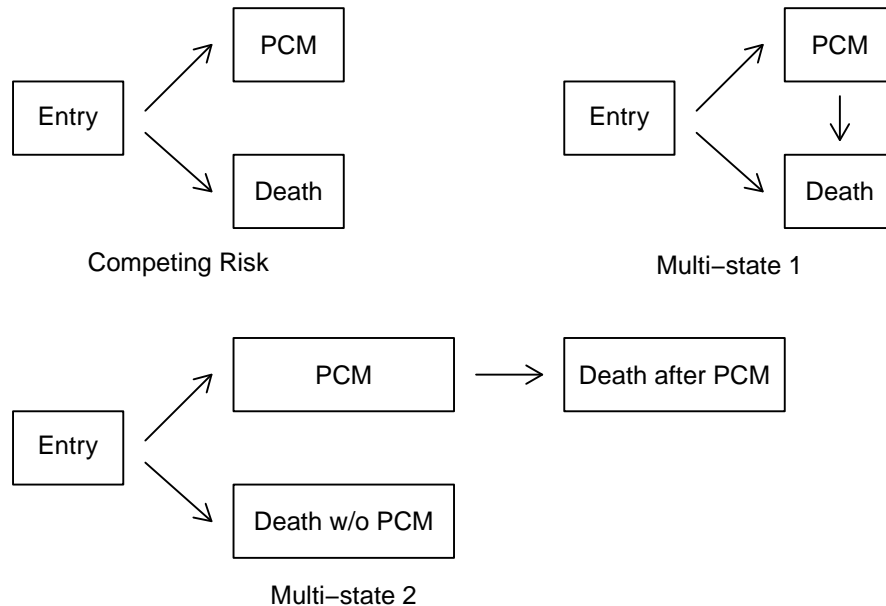 PCM
Entry
Death
Competing Risk
PCM
Entry
Death
Multi−state 1
PCM
Death after PCM
Entry
Death w/o PCM
Multi−state 2